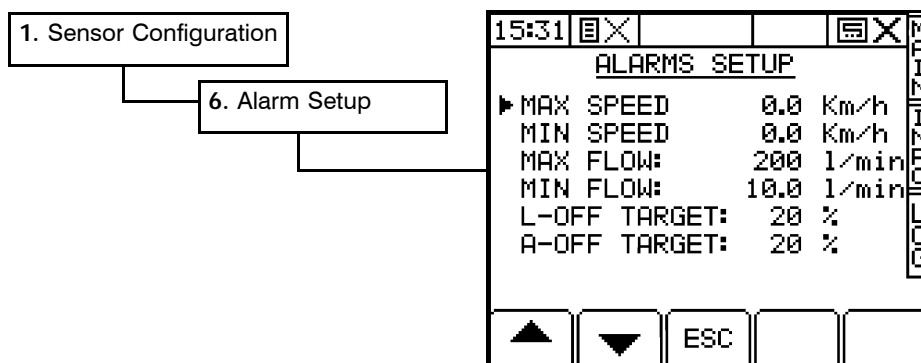 1. Sensor Configuration
6. Alarm Setup
15:31
ALARMS SETUP
MAX SPEED 0.0 Km/h
MIN SPEED 0.0 Km/h
MAX FLOW: 200 l/min
MIN FLOW: 10.0 l/min
L-OFF TARGET: 20 %
A-OFF TARGET: 20 %
ESC